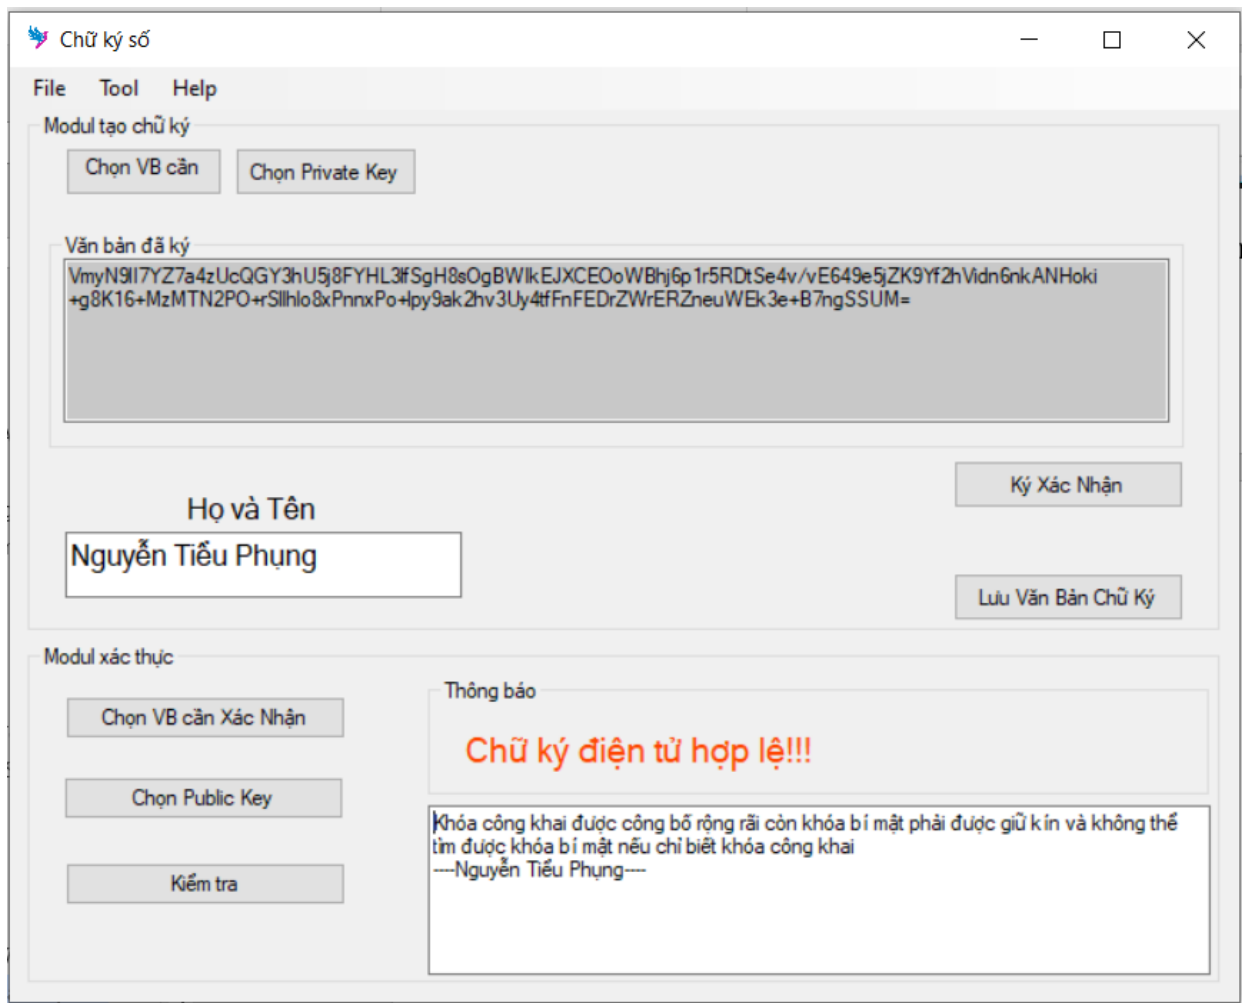 Chữ ký số
File Tool Help
Modul tạo chữ ký
Chọn VB cần
Chọn Private Key
Văn bản đã ký
VmyN9II7YZ7a4zUcQGY3hU5j8FYHL3IfSgH8sOgBWIkEJXCEOoWBhj6p1r5RDtSe4v/vE649e5jZK9Yf2hVidn6nkANHoki
+g8K16+MzMTN2PO+rSIIhIo8xPnnxPo+Ipy9ak2hv3Uy4tfFnFEDrZWrERZneuWEk3e+B7ngSSUM=
Ký Xác Nhận
Họ và Tên
Nguyễn Tiểu Phụng
Lưu Văn Bản Chữ Ký
Modul xác thực
Chọn VB cần Xác Nhận
Chọn Public Key
Kiểm tra
Thông báo
Chữ ký điện tử hợp lệ!!!
Khóa công khai được công bố rộng rãi còn khóa bí mật phải được giữ kín và không thể
tìm được khóa bí mật nếu chỉ biết khóa công khai
----Nguyễn Tiểu Phụng----